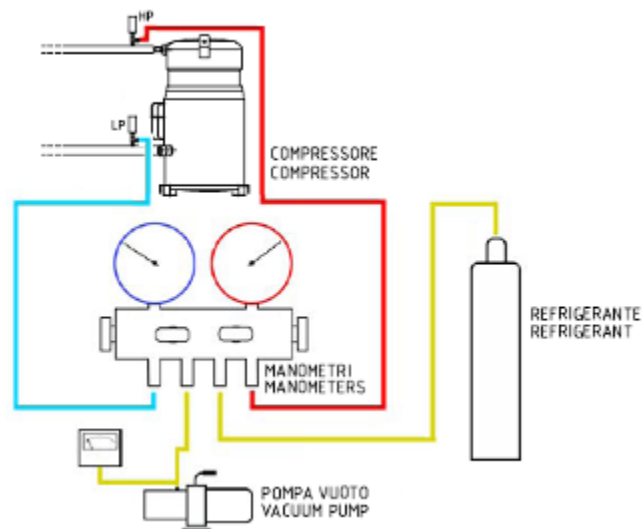 HP
LP
COMPRESSORE
COMPRESSOR
REFRIGERANTE
REFRIGERANT
MANOMETRI
MANOMETERS
POMPA VUOTO
VACUUM PUMP